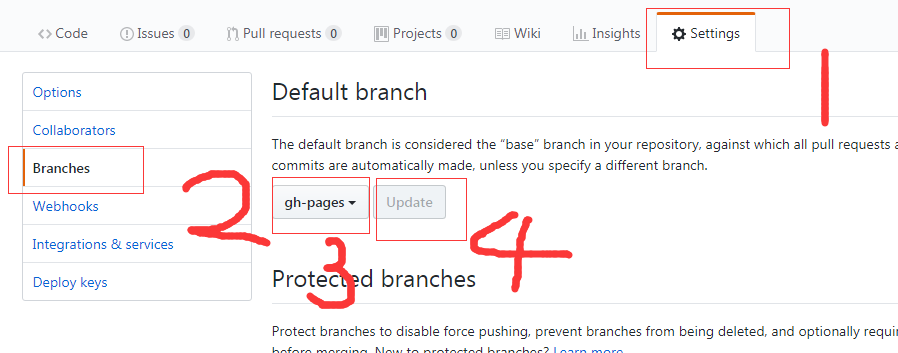 Code Issues 0 Pull requests 0 Projects 0 Wiki Insights Settings
1
Options
Collaborators
Branches
Webhooks
Integrations & services
Deploy keys
2
Default branch
The default branch is considered the “base” branch in your repository, against which all pull requests a
commits are automatically made, unless you specify a different branch.
gh-pages Update
3 4
Protected branches
Protect branches to disable force pushing, prevent branches from being deleted, and optionally requi
before merging. New to protected branches? Learn more